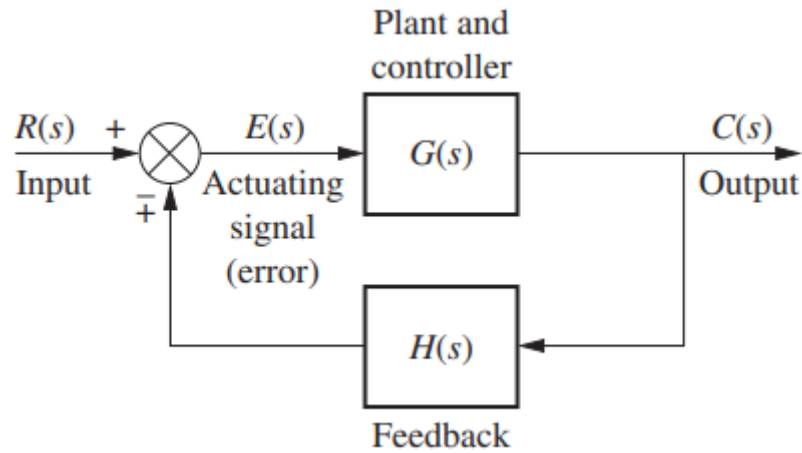 Plant and
controller
R(s) + E(s) G(s) C(s)
Input ∓ Actuating Output
signal
(error)
H(s)
Feedback